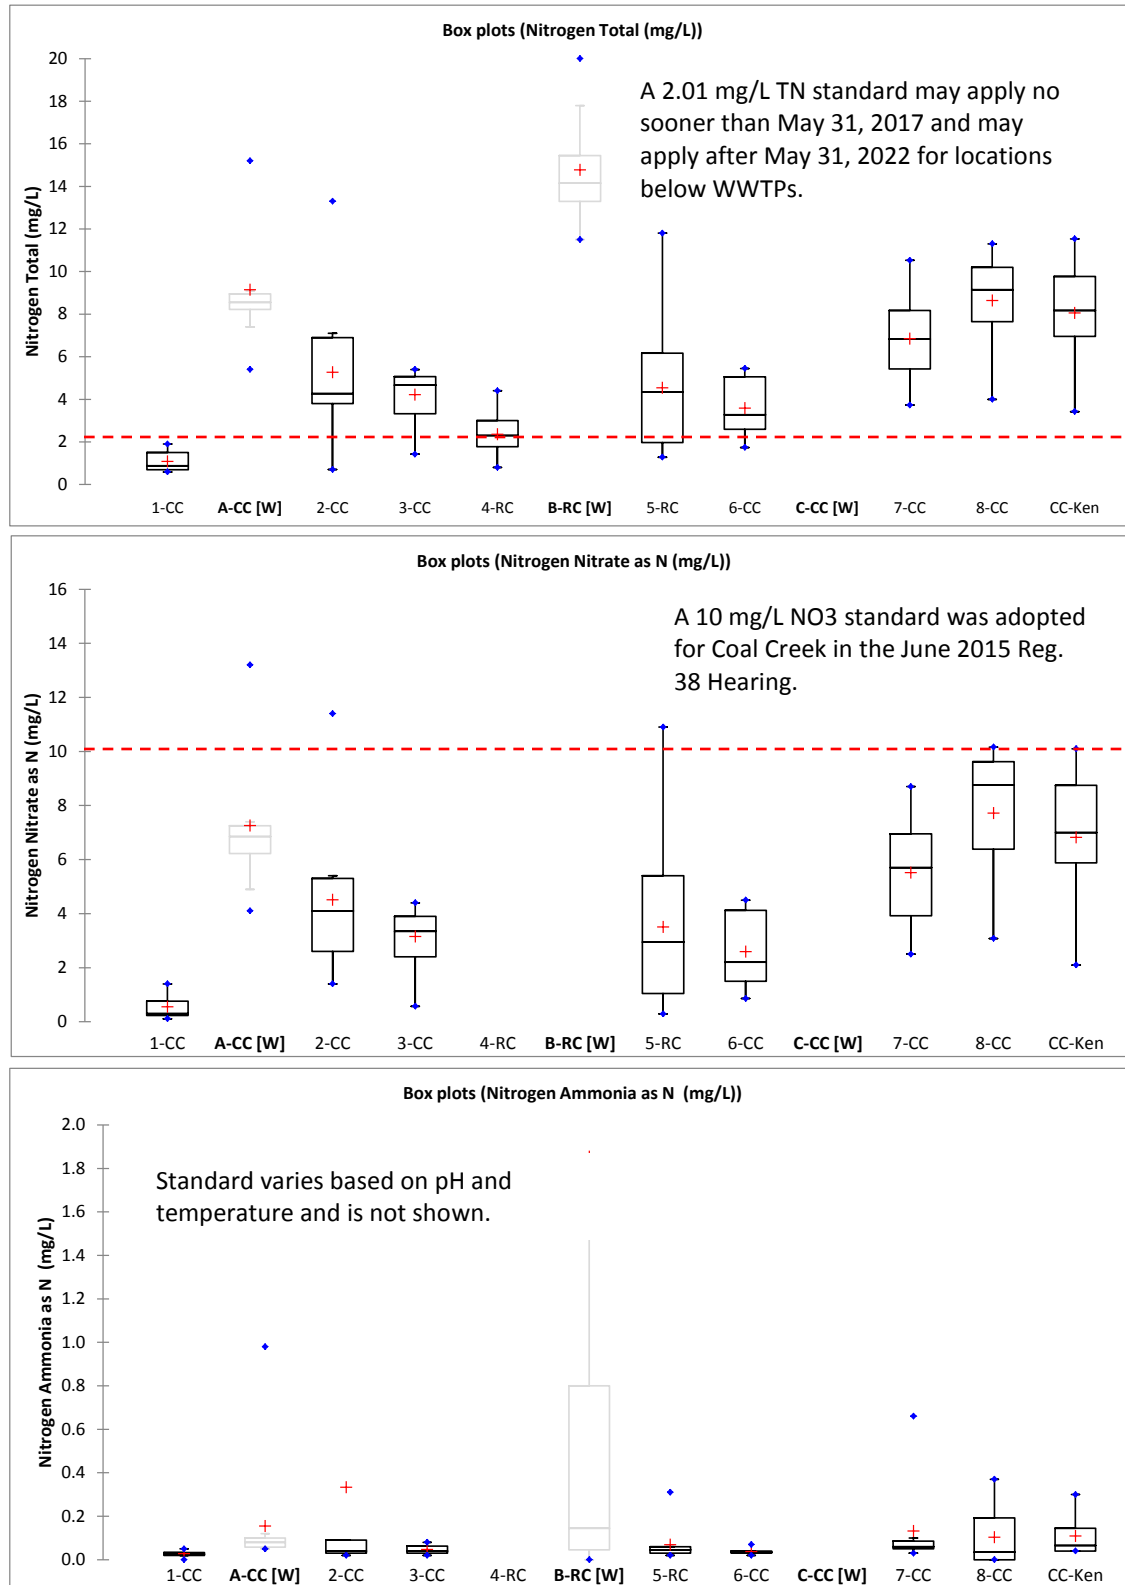 Box plots (Nitrogen Total (mg/L))
Nitrogen Total (mg/L)
20
18
16
14
12
10
8
6
4
2
0
A 2.01 mg/L TN standard may apply no
sooner than May 31, 2017 and may
apply after May 31, 2022 for locations
below WWTPs.
1-CC A-CC [W] 2-CC 3-CC 4-RC B-RC [W] 5-RC 6-CC C-CC [W] 7-CC 8-CC CC-Ken
Box plots (Nitrogen Nitrate as N (mg/L))
Nitrogen Nitrate as N (mg/L)
16
14
12
10
8
6
4
2
0
A 10 mg/L NO3 standard was adopted
for Coal Creek in the June 2015 Reg.
38 Hearing.
1-CC A-CC [W] 2-CC 3-CC 4-RC B-RC [W] 5-RC 6-CC C-CC [W] 7-CC 8-CC CC-Ken
Box plots (Nitrogen Ammonia as N (mg/L))
Nitrogen Ammonia as N (mg/L)
2.0
1.8
1.6
1.4
1.2
1.0
0.8
0.6
0.4
0.2
0.0
Standard varies based on pH and
temperature and is not shown.
1-CC A-CC [W] 2-CC 3-CC 4-RC B-RC [W] 5-RC 6-CC C-CC [W] 7-CC 8-CC CC-Ken